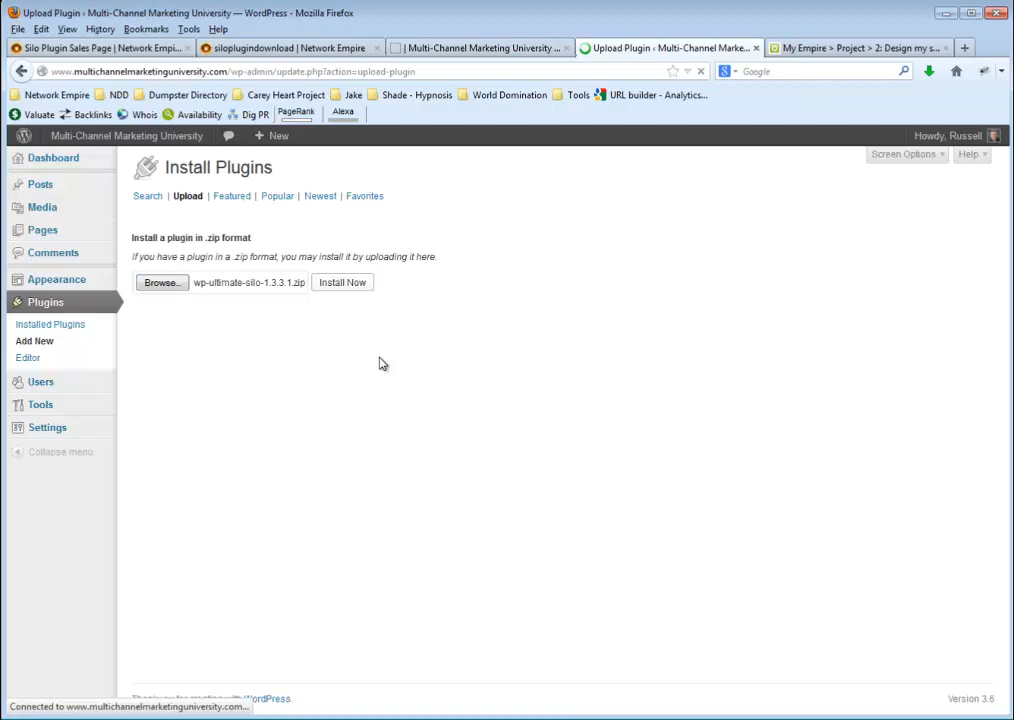 Upload Plugin ‹ Multi-Channel Marketing University — WordPress - Mozilla Firefox
File Edit View History Bookmarks Tools Help
Silo Plugin Sales Page | Network Empi... × siloplugindownload | Network Empire × | Multi-Channel Marketing University ... × Upload Plugin ‹ Multi-Channel Marke... × My Empire > Project > 2: Design my s... × +
www.multichannelmarketinguniversity.com/wp-admin/update.php?action=upload-plugin Google
Network Empire NDD Dumpster Directory Carey Heart Project Jake Shade - Hypnosis World Domination Tools URL builder - Analytics...
Valuate Backlinks Whois Availability Dig PR PageRank Alexa
Multi-Channel Marketing University + New Howdy, Russell
Screen Options Help
Dashboard
Posts
Media
Pages
Comments
Appearance
Plugins
Installed Plugins
Add New
Editor
Users
Tools
Settings
Collapse menu
Install Plugins
Search | Upload | Featured | Popular | Newest | Favorites
Install a plugin in .zip format
If you have a plugin in a .zip format, you may install it by uploading it here.
Browse... wp-ultimate-silo-1.3.3.1.zip Install Now
WordPress. Version 3.6
Connected to www.multichannelmarketinguniversity.com...